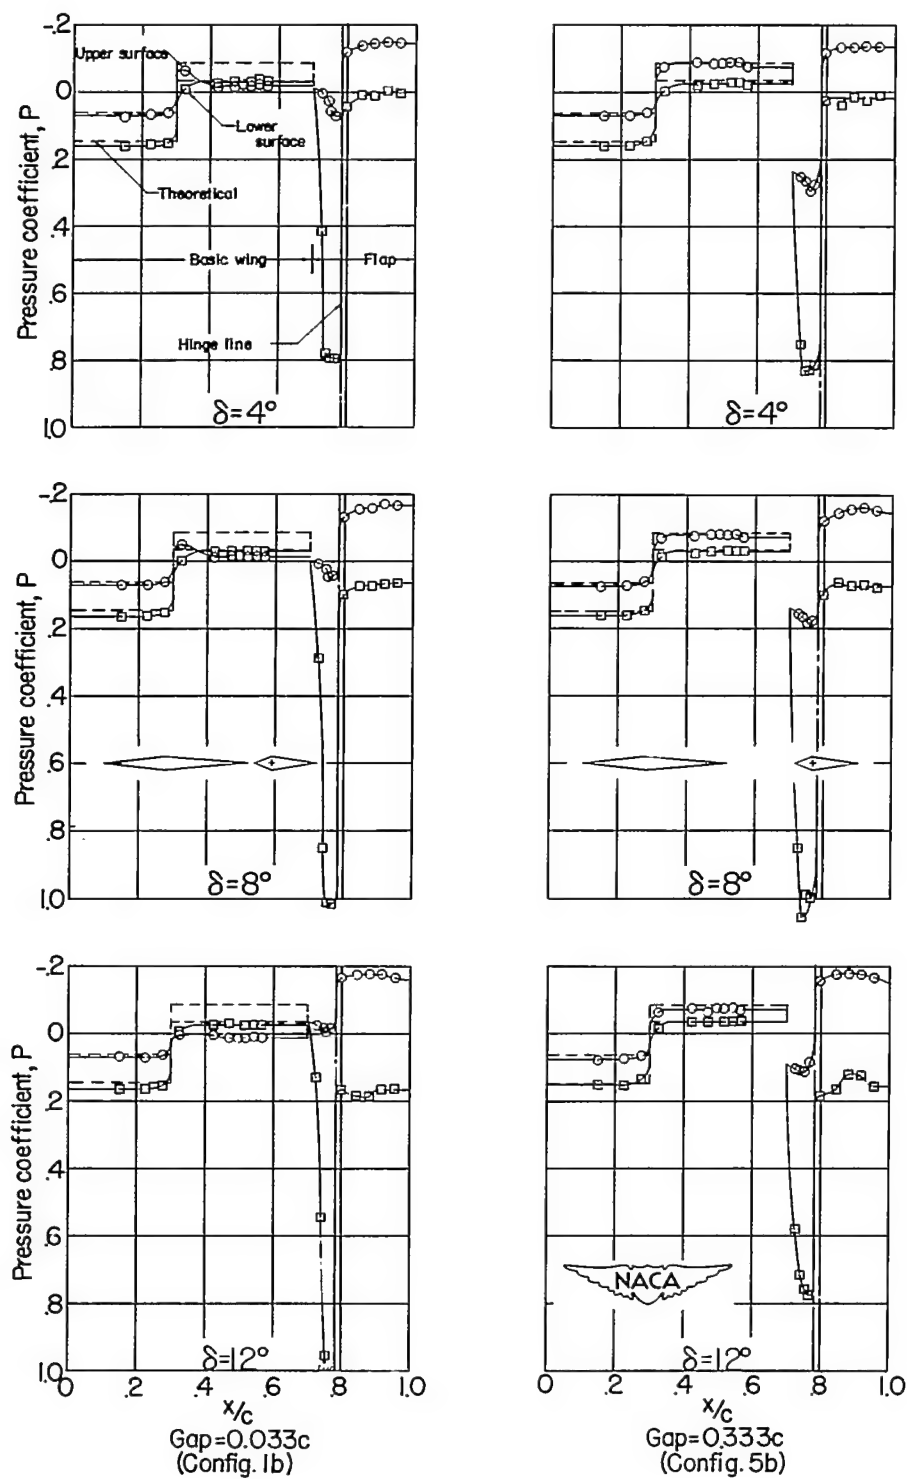 -.2
0
.2
.4
.6
.8
1.0
Pressure coefficient, P
Upper surface
Lower surface
Theoretical
Basic wing
Flap
Hinge line
δ=4°
δ=4°
-.2
0
.2
.4
.6
.8
1.0
Pressure coefficient, P
δ=8°
δ=8°
-.2
0
.2
.4
.6
.8
1.0
Pressure coefficient, P
NACA
δ=12°
δ=12°
0 .2 .4 .6 .8 1.0
x/c
Gap=0.033c
(Config. 1b)
0 .2 .4 .6 .8 1.0
x/c
Gap=0.333c
(Config. 5b)